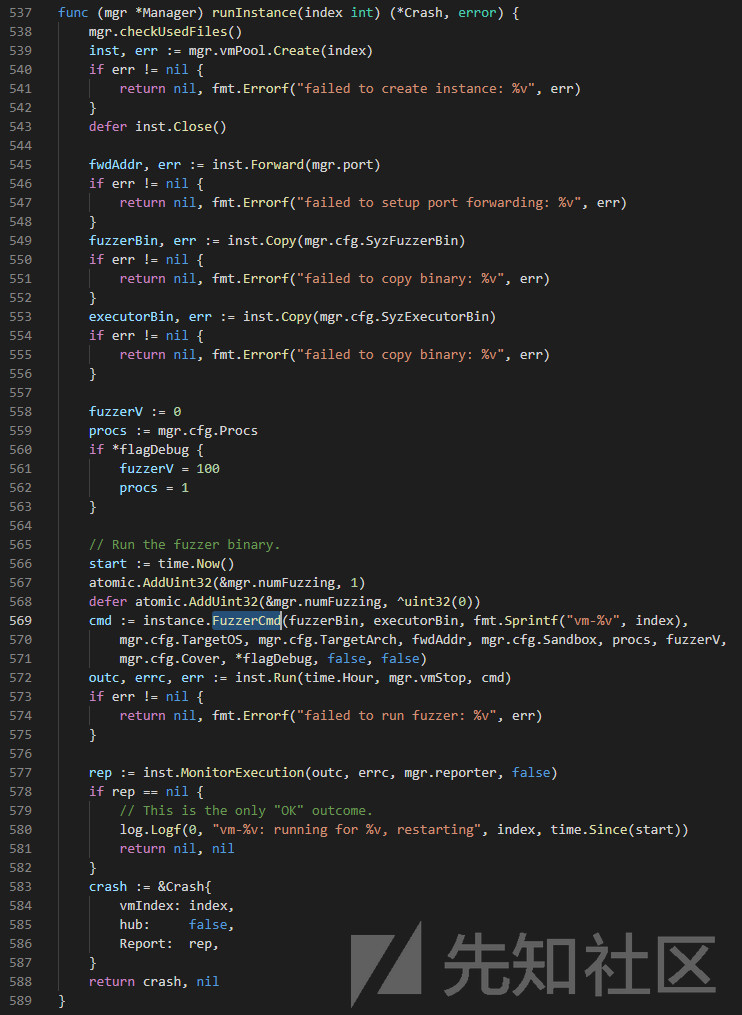 537 func (mgr *Manager) runInstance(index int) (*Crash, error) {
538     mgr.checkUsedFiles()
539     inst, err := mgr.vmPool.Create(index)
540     if err != nil {
541         return nil, fmt.Errorf("failed to create instance: %v", err)
542     }
543     defer inst.Close()
544
545     fwdAddr, err := inst.Forward(mgr.port)
546     if err != nil {
547         return nil, fmt.Errorf("failed to setup port forwarding: %v", err)
548     }
549     fuzzerBin, err := inst.Copy(mgr.cfg.SyzFuzzerBin)
550     if err != nil {
551         return nil, fmt.Errorf("failed to copy binary: %v", err)
552     }
553     executorBin, err := inst.Copy(mgr.cfg.SyzExecutorBin)
554     if err != nil {
555         return nil, fmt.Errorf("failed to copy binary: %v", err)
556     }
557
558     fuzzerV := 0
559     procs := mgr.cfg.Procs
560     if *flagDebug {
561         fuzzerV = 100
562         procs = 1
563     }
564
565     // Run the fuzzer binary.
566     start := time.Now()
567     atomic.AddUint32(&mgr.numFuzzing, 1)
568     defer atomic.AddUint32(&mgr.numFuzzing, ^uint32(0))
569     cmd := instance.FuzzerCmd(fuzzerBin, executorBin, fmt.Sprintf("vm-%v", index),
570         mgr.cfg.TargetOS, mgr.cfg.TargetArch, fwdAddr, mgr.cfg.Sandbox, procs, fuzzerV,
571         mgr.cfg.Cover, *flagDebug, false, false)
572     outc, errc, err := inst.Run(time.Hour, mgr.vmStop, cmd)
573     if err != nil {
574         return nil, fmt.Errorf("failed to run fuzzer: %v", err)
575     }
576
577     rep := inst.MonitorExecution(outc, errc, mgr.reporter, false)
578     if rep == nil {
579         // This is the only "OK" outcome.
580         log.Logf(0, "vm-%v: running for %v, restarting", index, time.Since(start))
581         return nil, nil
582     }
583     crash := &Crash{
584         vmIndex: index,
585         hub:     false,
586         Report:  rep,
587     }
588     return crash, nil
589 }
先知社区